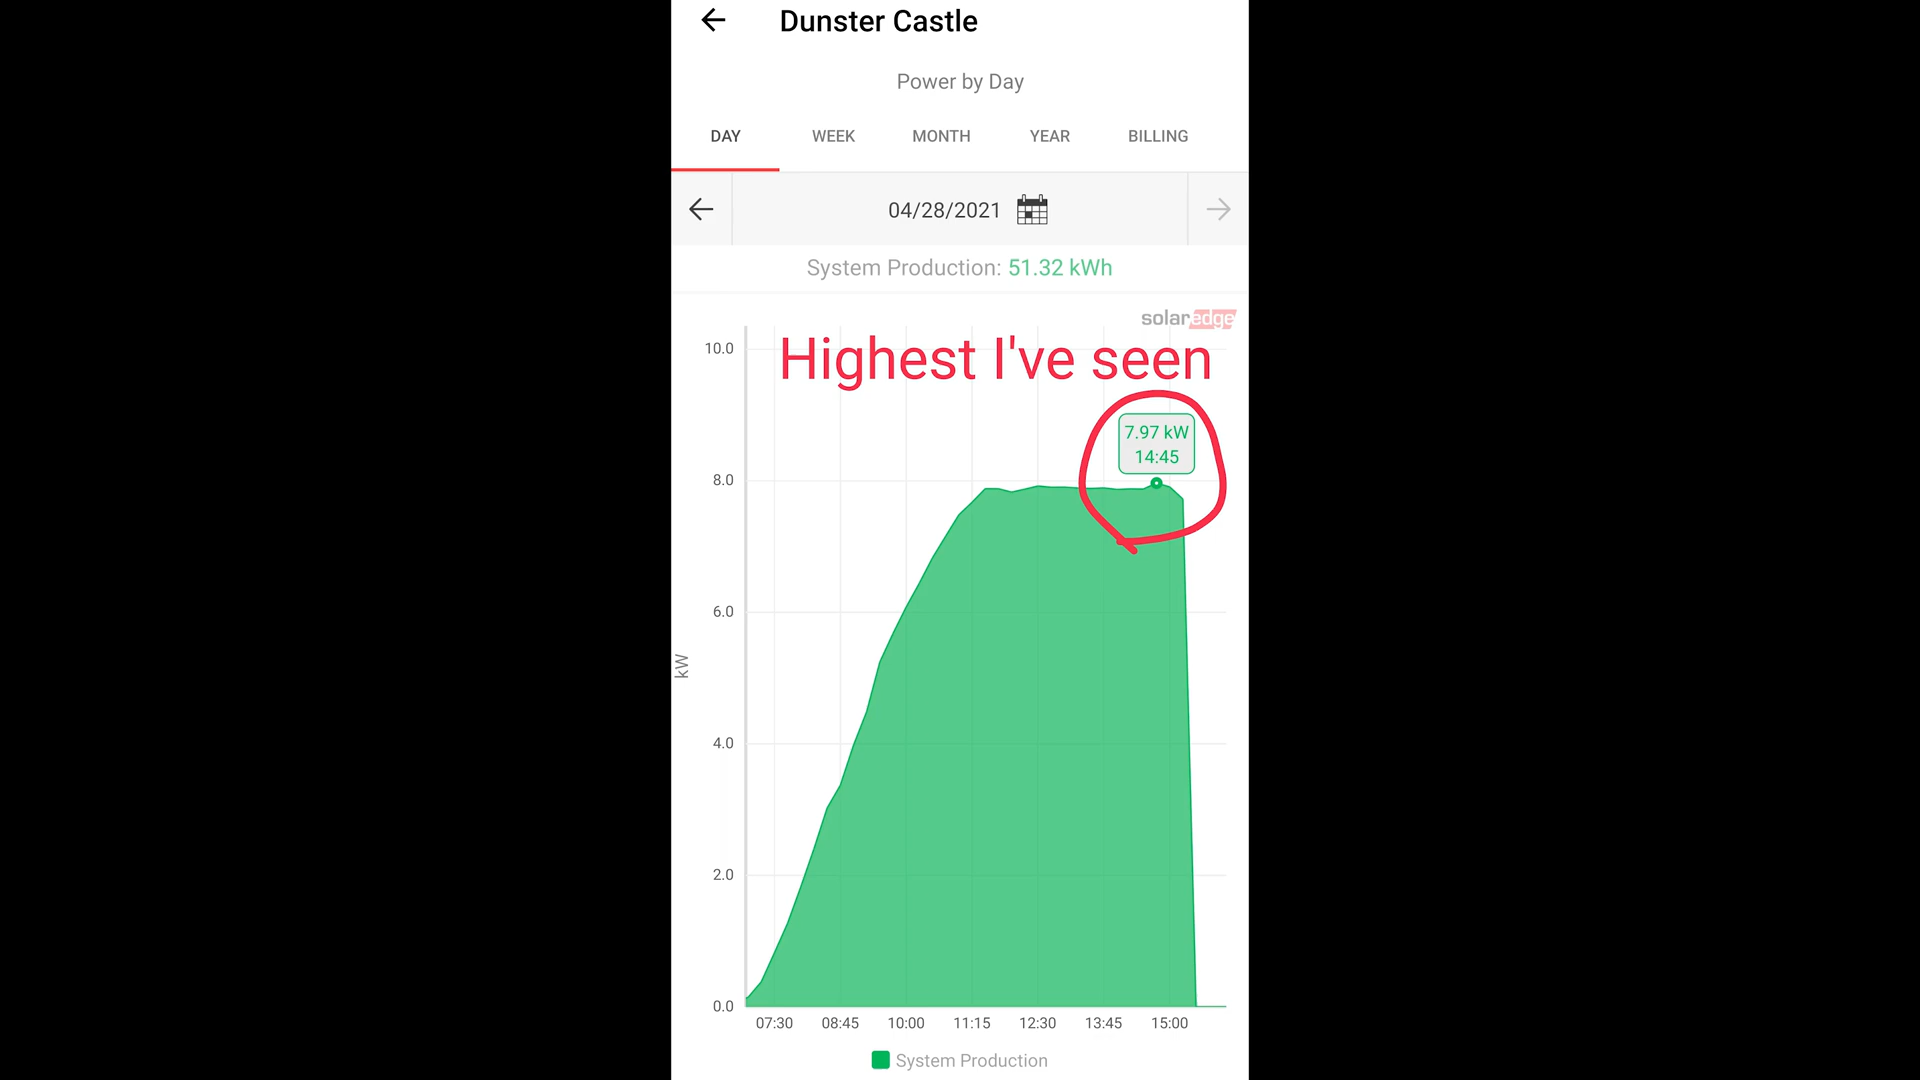 Dunster Castle
Power by Day
DAY WEEK MONTH YEAR BILLING
04/28/2021
System Production: 51.32 kWh
solaredge
Highest I've seen
7.97 kW
14:45
10.0
8.0
6.0
4.0
2.0
0.0
kW
07:30 08:45 10:00 11:15 12:30 13:45 15:00
System Production